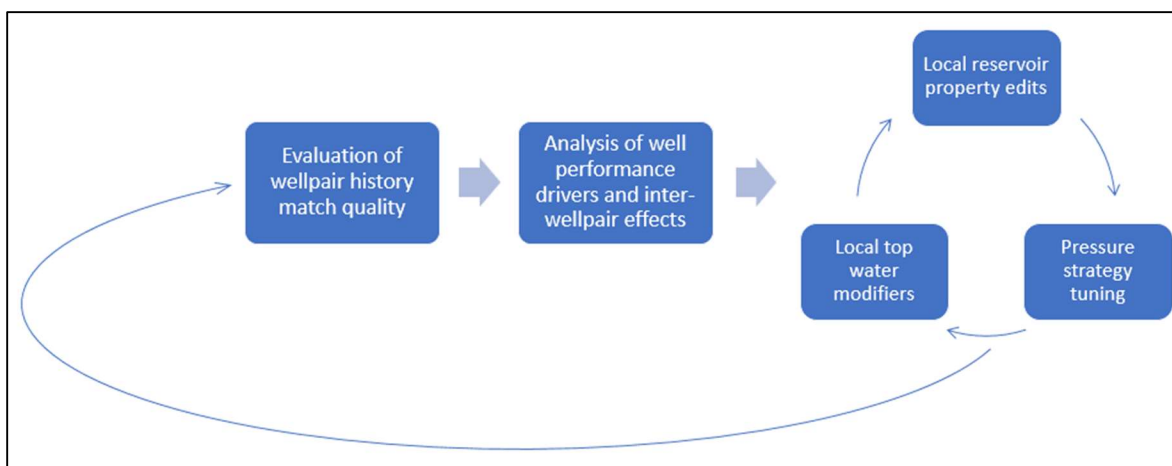 Evaluation of
wellpair history
match quality
Analysis of well
performance
drivers and inter-
wellpair effects
Local reservoir
property edits
Local top
water
modifiers
Pressure
strategy
tuning